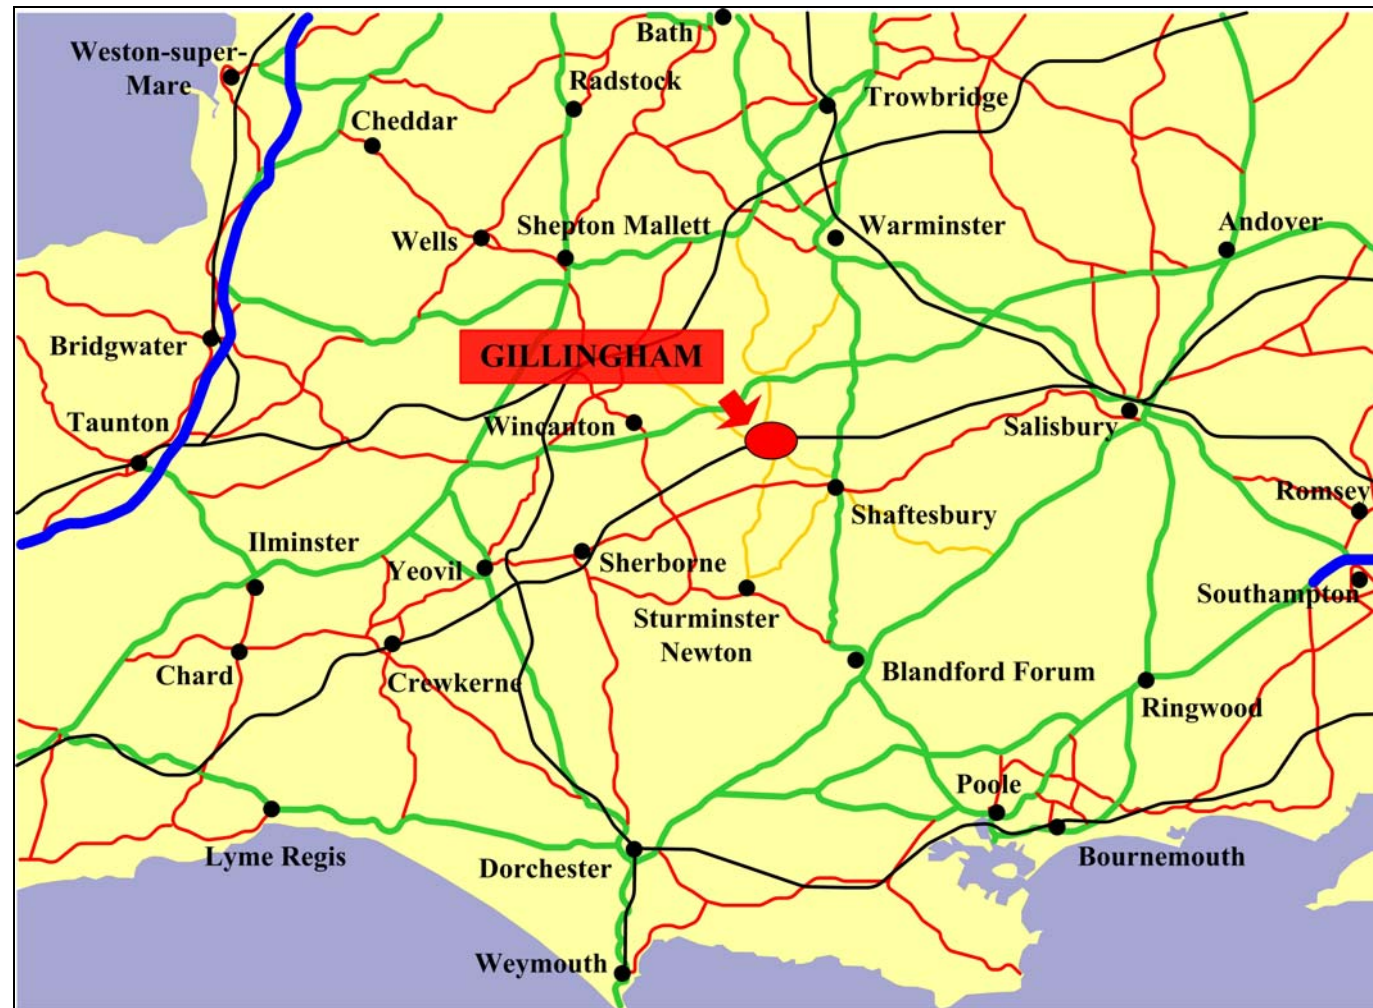 Bath
Weston-super-
Mare
Radstock
Trowbridge
Cheddar
Shepton Mallett
Warminster
Andover
Wells
Bridgwater
GILLINGHAM
Taunton
Wincanton
Salisbury
Romsey
Shaftesbury
Ilminster
Yeovil
Sherborne
Southampton
Sturminster
Newton
Chard
Crewkerne
Blandford Forum
Ringwood
Poole
Lyme Regis
Dorchester
Bournemouth
Weymouth